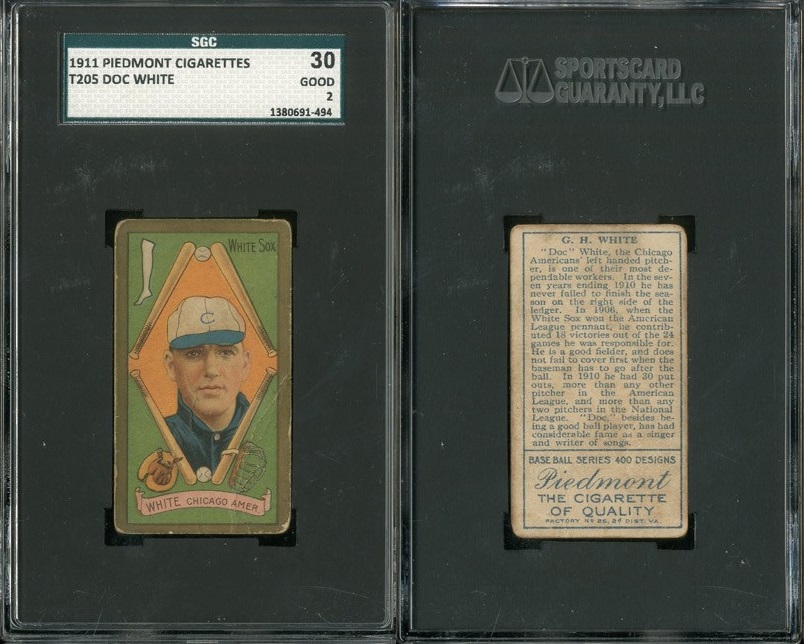 SGC
1911 PIEDMONT CIGARETTES
30
T205 DOC WHITE
GOOD
2
1380691-494
WHITE SOX
C
WHITE CHICAGO AMER.
SPORTSCARD
GUARANTY, LLC
G. H. WHITE
"Doc" White, the Chicago
Americans' left handed pitch-
er, is one of their most de-
pendable workers. In the sev-
en years ending 1910 he has
never failed to finish the sea-
son on the right side of the
ledger. In 1906, when the
White Sox won the American
League pennant, he contrib-
uted 18 victories out of the 24
games he was responsible for.
He is a good fielder, and does
not fail to cover first when the
baseman has to go after the
ball. In 1910 he had 30 put
outs, more than any other
pitcher in the American
League, and more than any
two pitchers in the National
League. "Doc," besides be-
ing a good ball player, has had
considerable fame as a singer
and writer of songs.
BASE BALL SERIES 400 DESIGNS
Piedmont
THE CIGARETTE
OF QUALITY
FACTORY No 25, 2d DIST. VA.